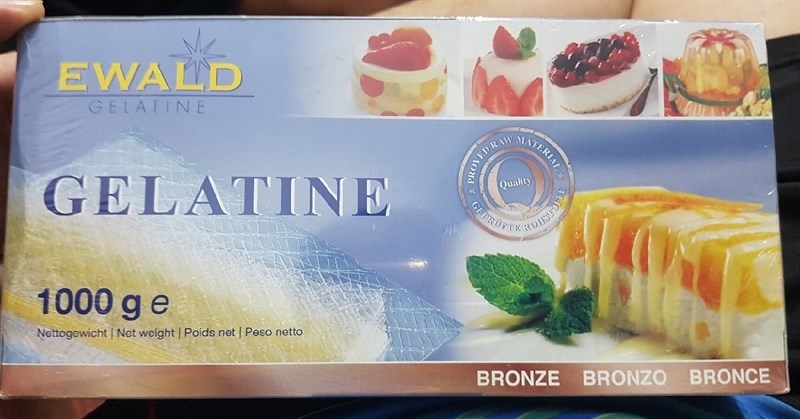 EWALD
GELATINE
GELATINE
PROVED RAW MATERIAL
Quality
GEPRÜFTE ROHSTOFFE
1000 g e
Nettogewicht | Net weight | Poids net | Peso netto
BRONZE BRONZO BRONCE